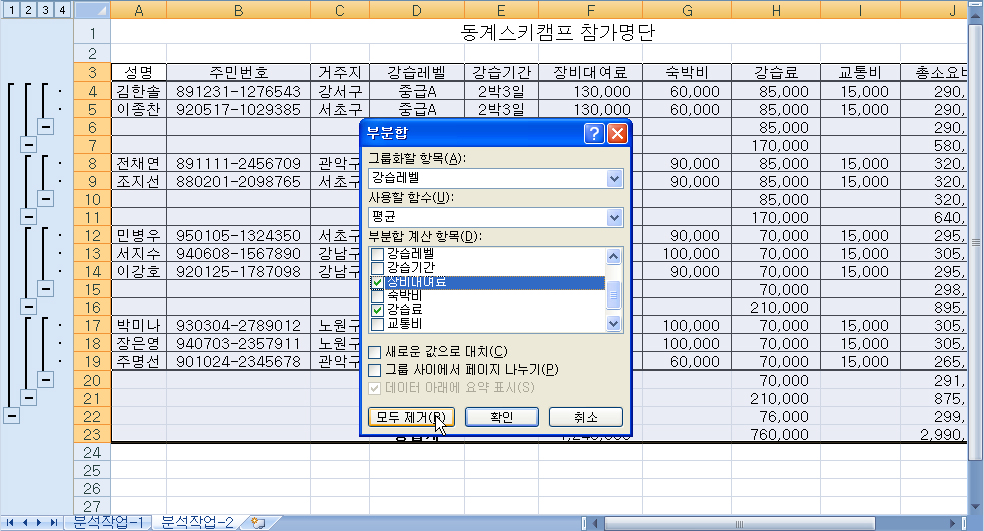 1 2 3 4 A B C D E F G H I J
1 동계스키캠프 참가명단
2
3 성명 주민번호 거주지 강습레벨 강습기간 장비대여료 숙박비 강습료 교통비 총소요비
4 김한솔 891231-1276543 강서구 중급A 2박3일 130,000 60,000 85,000 15,000 290,
5 이종찬 920517-1029385 서초구 중급A 2박3일 130,000 60,000 85,000 15,000 290,
6 85,000 290,
7 170,000 580,
8 전채연 891111-2456709 관악구 90,000 85,000 15,000 320,
9 조지선 880201-2098765 서초구 90,000 85,000 15,000 320,
10 85,000 320,
11 170,000 640,
12 민병우 950105-1324350 서초구 90,000 70,000 15,000 295,
13 서지수 940608-1567890 강남구 100,000 70,000 15,000 305,
14 이강호 920125-1787098 강남구 90,000 70,000 15,000 295,
15 70,000 298,
16 210,000 895,
17 박미나 930304-2789012 노원구 100,000 70,000 15,000 305,
18 장은영 940703-2357911 노원구 100,000 70,000 15,000 305,
19 주명선 901024-2345678 관악구 60,000 70,000 15,000 265,
20 70,000 291,
21 210,000 875,
22 76,000 299,
23 760,000 2,990,
24
25
26
27
부분합
그룹화할 항목(A):
강습레벨
사용할 함수(U):
평균
부분합 계산 항목(D):
강습레벨
강습기간
장비대여료
숙박비
강습료
교통비
새로운 값으로 대치(C)
그룹 사이에서 페이지 나누기(P)
데이터 아래에 요약 표시(S)
모두 제거(R) 확인 취소
분석작업-1 분석작업-2